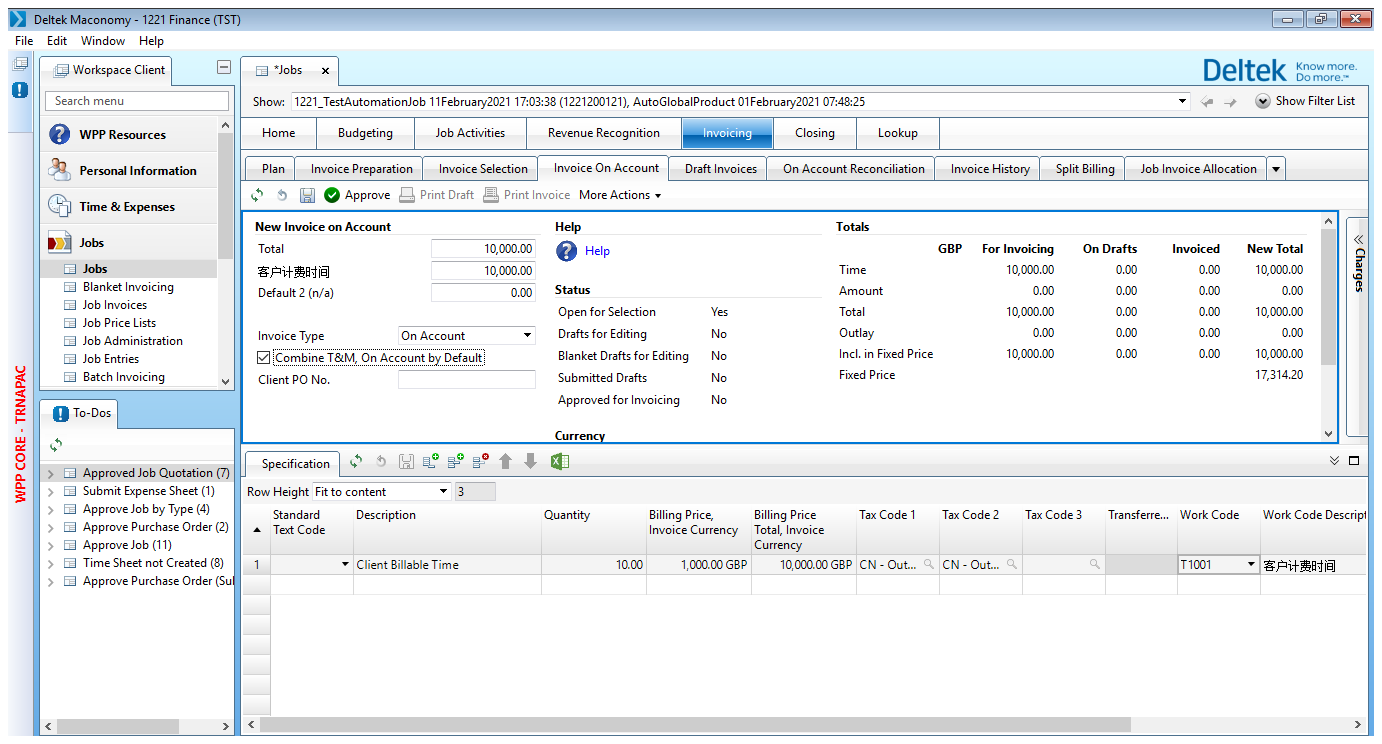 Deltek Maconomy - 1221 Finance (TST)
File Edit Window Help
Workspace Client
Search menu
WPP Resources
Personal Information
Time & Expenses
Jobs
Jobs
Blanket Invoicing
Job Invoices
Job Price Lists
Job Administration
Job Entries
Batch Invoicing
To-Dos
Approved Job Quotation (7)
Submit Expense Sheet (1)
Approve Job by Type (4)
Approve Purchase Order (2)
Approve Job (11)
Time Sheet not Created (8)
Approve Purchase Order (Sul
WPP CORE - TRNAPAC
*Jobs
Deltek Know more. Do more.™
Show: 1221_TestAutomationJob 11February2021 17:03:38 (1221200121), AutoGlobalProduct 01February2021 07:48:25
Show Filter List
Home Budgeting Job Activities Revenue Recognition Invoicing Closing Lookup
Plan Invoice Preparation Invoice Selection Invoice On Account Draft Invoices On Account Reconciliation Invoice History Split Billing Job Invoice Allocation
Approve Print Draft Print Invoice More Actions
New Invoice on Account
Total 10,000.00
客户计费时间 10,000.00
Default 2 (n/a) 0.00
Invoice Type On Account
Combine T&M, On Account by Default
Client PO No.
Help
Help
Status
Open for Selection Yes
Drafts for Editing No
Blanket Drafts for Editing No
Submitted Drafts No
Approved for Invoicing No
Currency
Totals
GBP For Invoicing On Drafts Invoiced New Total
Time 10,000.00 0.00 0.00 10,000.00
Amount 0.00 0.00 0.00 0.00
Total 10,000.00 0.00 0.00 10,000.00
Outlay 0.00 0.00 0.00 0.00
Incl. in Fixed Price 10,000.00 0.00 0.00 10,000.00
Fixed Price 17,314.20
Charges
Specification
Row Height Fit to content 3
Standard Text Code Description Quantity Billing Price, Invoice Currency Billing Price Total, Invoice Currency Tax Code 1 Tax Code 2 Tax Code 3 Transferre... Work Code Work Code Descript
1 Client Billable Time 10.00 1,000.00 GBP 10,000.00 GBP CN - Out... CN - Out... T1001 客户计费时间